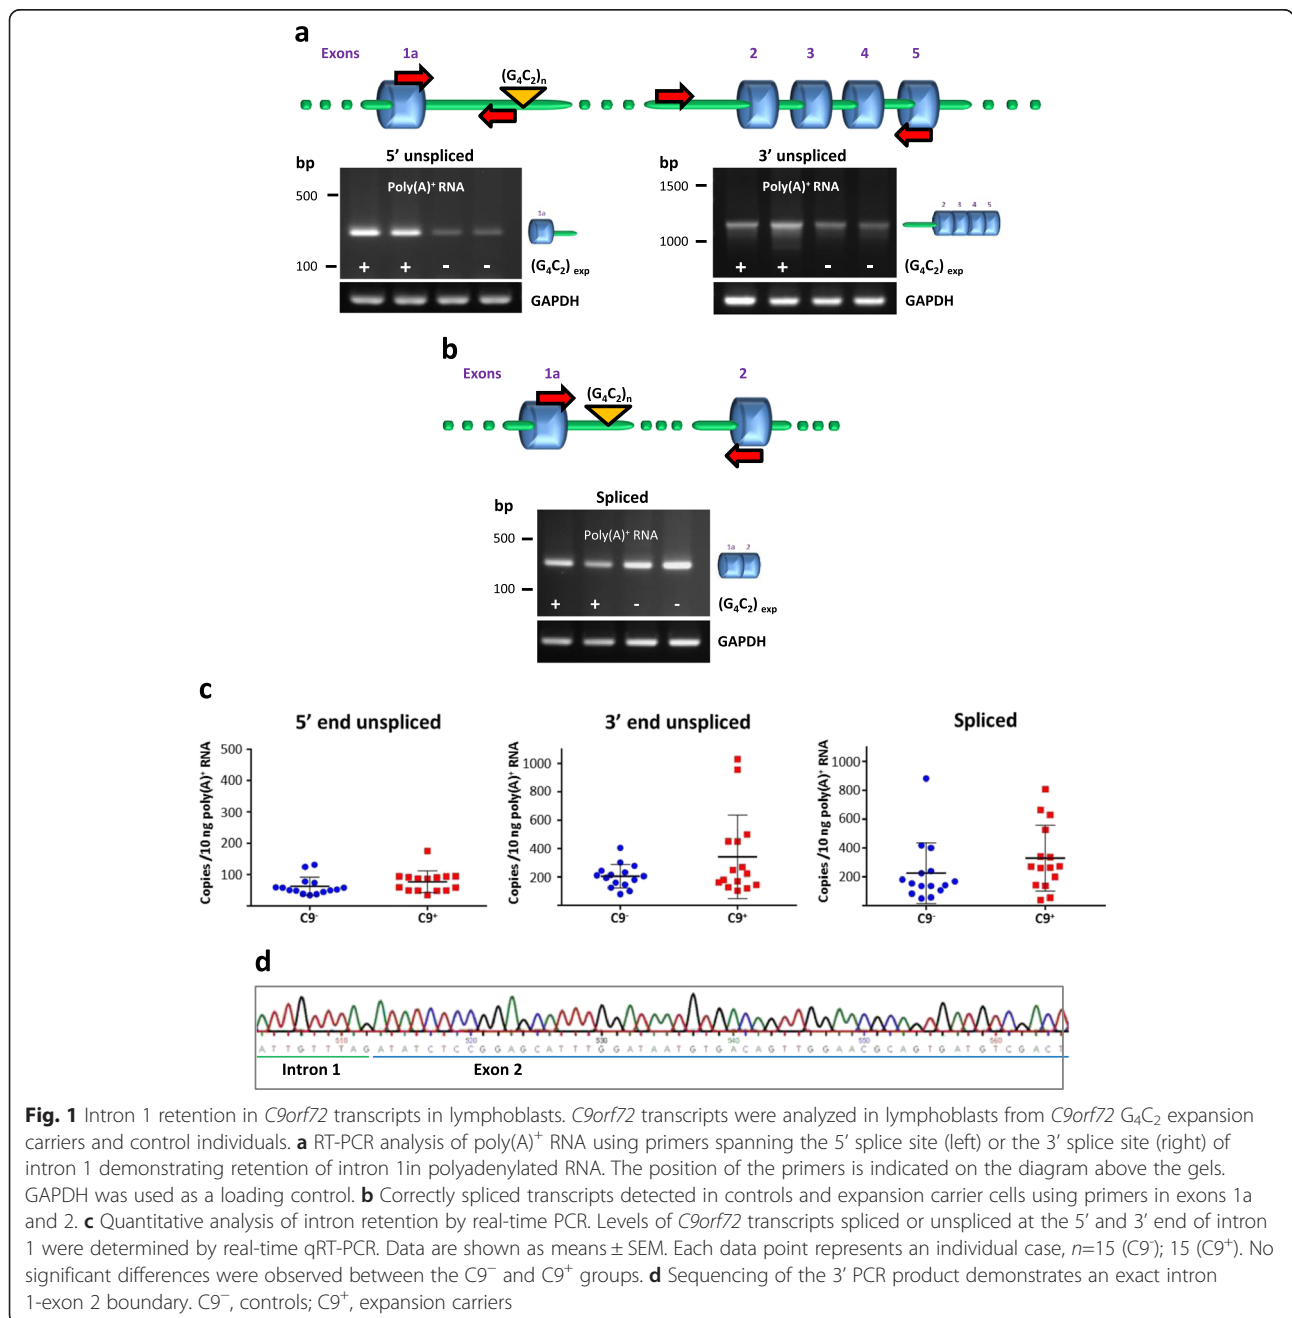 a
Exons 1a 2 3 4 5
(G₄C₂)ₙ
bp 5’ unspliced
Poly(A)⁺ RNA
500
100
+ + - -
1a
(G₄C₂) exp
GAPDH
bp 3’ unspliced
Poly(A)⁺ RNA
1500
1000
+ + - -
2 3 4 5
(G₄C₂) exp
GAPDH
b
Exons 1a 2
(G₄C₂)ₙ
bp Spliced
Poly(A)⁺ RNA
500
100
+ + - -
1a 2
(G₄C₂) exp
GAPDH
c
5’ end unspliced
Copies /10 ng poly(A)⁺ RNA
500
400
300
200
100
C9⁻ C9⁺
3’ end unspliced
Copies /10 ng poly(A)⁺ RNA
1000
800
600
400
200
C9⁻ C9⁺
Spliced
Copies /10 ng poly(A)⁺ RNA
1000
800
600
400
200
C9⁻ C9⁺
d
510 520 530 540 550 560
A T T G T T T A G A T A T C T C C G G A G C A T T T G G A T A A T G T G A C A G T T G G A A C G C A G T G A T G T C G A C T
Intron 1 Exon 2
Fig. 1 Intron 1 retention in C9orf72 transcripts in lymphoblasts. C9orf72 transcripts were analyzed in lymphoblasts from C9orf72 G₄C₂ expansion
carriers and control individuals. a RT-PCR analysis of poly(A)⁺ RNA using primers spanning the 5’ splice site (left) or the 3’ splice site (right) of
intron 1 demonstrating retention of intron 1in polyadenylated RNA. The position of the primers is indicated on the diagram above the gels.
GAPDH was used as a loading control. b Correctly spliced transcripts detected in controls and expansion carrier cells using primers in exons 1a
and 2. c Quantitative analysis of intron retention by real-time PCR. Levels of C9orf72 transcripts spliced or unspliced at the 5’ and 3’ end of intron
1 were determined by real-time qRT-PCR. Data are shown as means ± SEM. Each data point represents an individual case, n=15 (C9⁻); 15 (C9⁺). No
significant differences were observed between the C9⁻ and C9⁺ groups. d Sequencing of the 3’ PCR product demonstrates an exact intron
1-exon 2 boundary. C9⁻, controls; C9⁺, expansion carriers